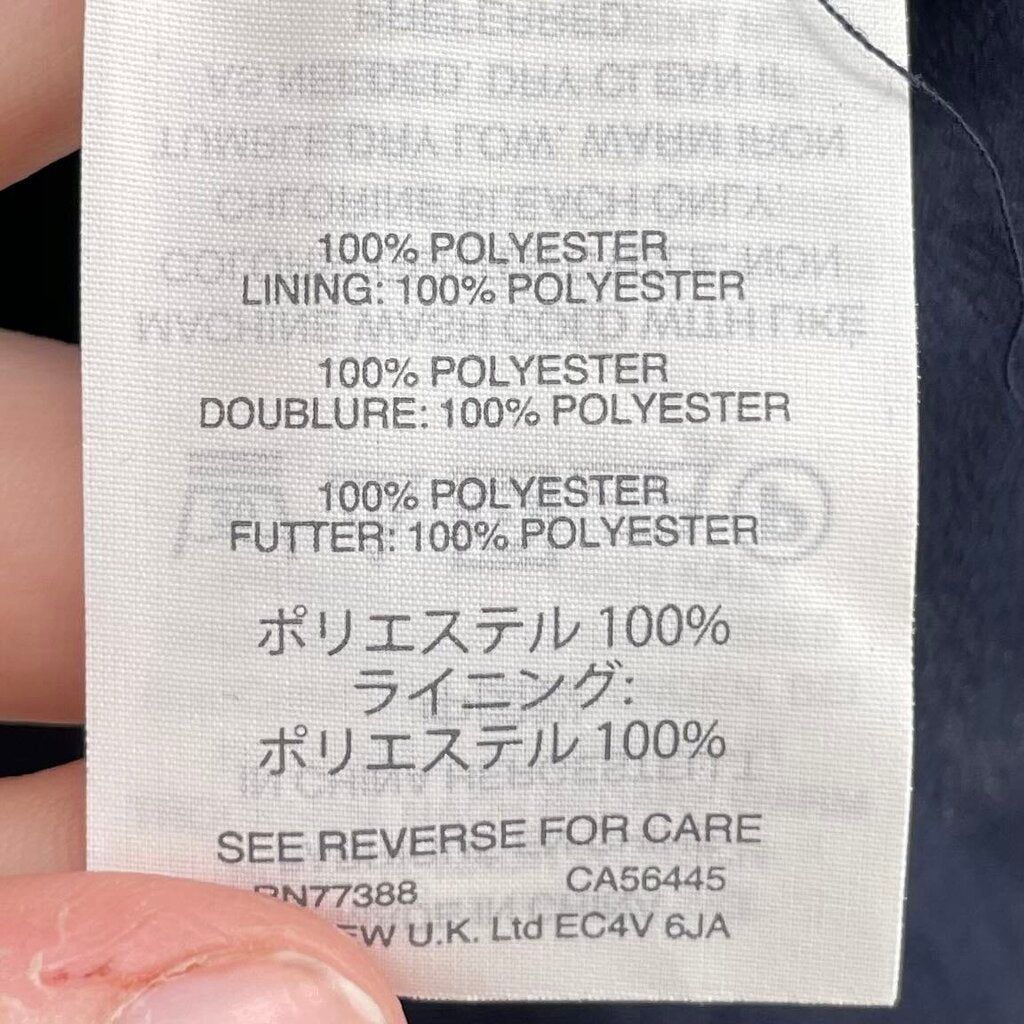 100% POLYESTER
LINING: 100% POLYESTER
100% POLYESTER
DOUBLURE: 100% POLYESTER
100% POLYESTER
FUTTER: 100% POLYESTER
ポリエステル 100%
ライニング:
ポリエステル 100%
SEE REVERSE FOR CARE
RN77388 CA56445
U.K. Ltd EC4V 6JA